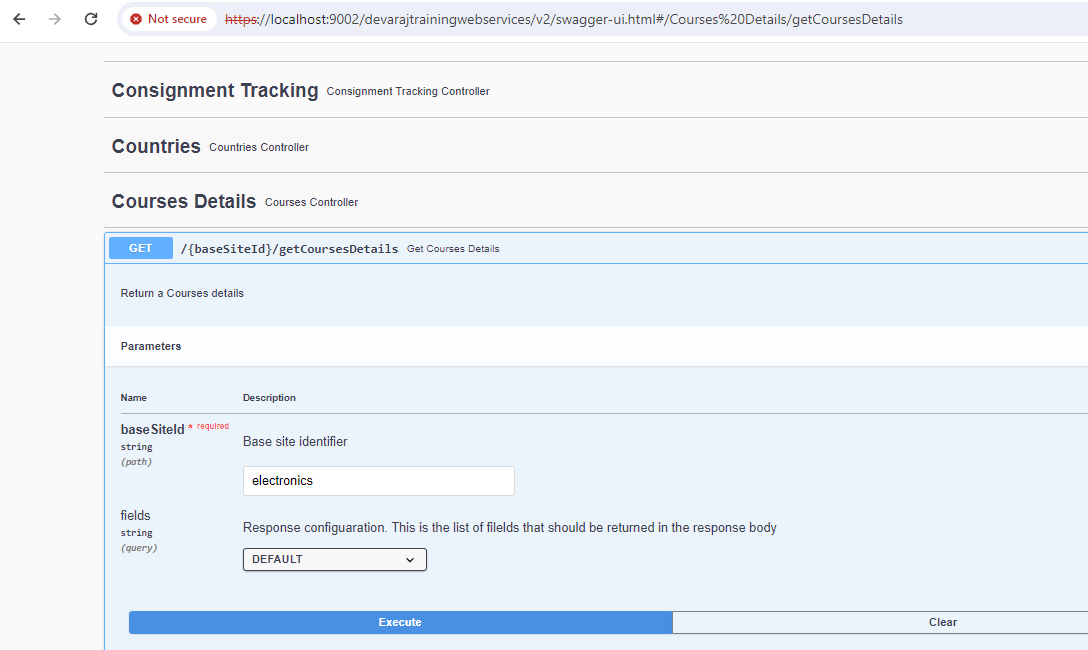 Not secure https://localhost:9002/devarajtrainingwebservices/v2/swagger-ui.html#/Courses%20Details/getCoursesDetails
Consignment Tracking Consignment Tracking Controller
Countries Countries Controller
Courses Details Courses Controller
GET /{baseSiteId}/getCoursesDetails Get Courses Details
Return a Courses details
Parameters
Name Description
baseSiteId * required
string
(path)
Base site identifier
electronics
fields
string
(query)
Response configuaration. This is the list of filelds that should be returned in the response body
DEFAULT
Execute Clear